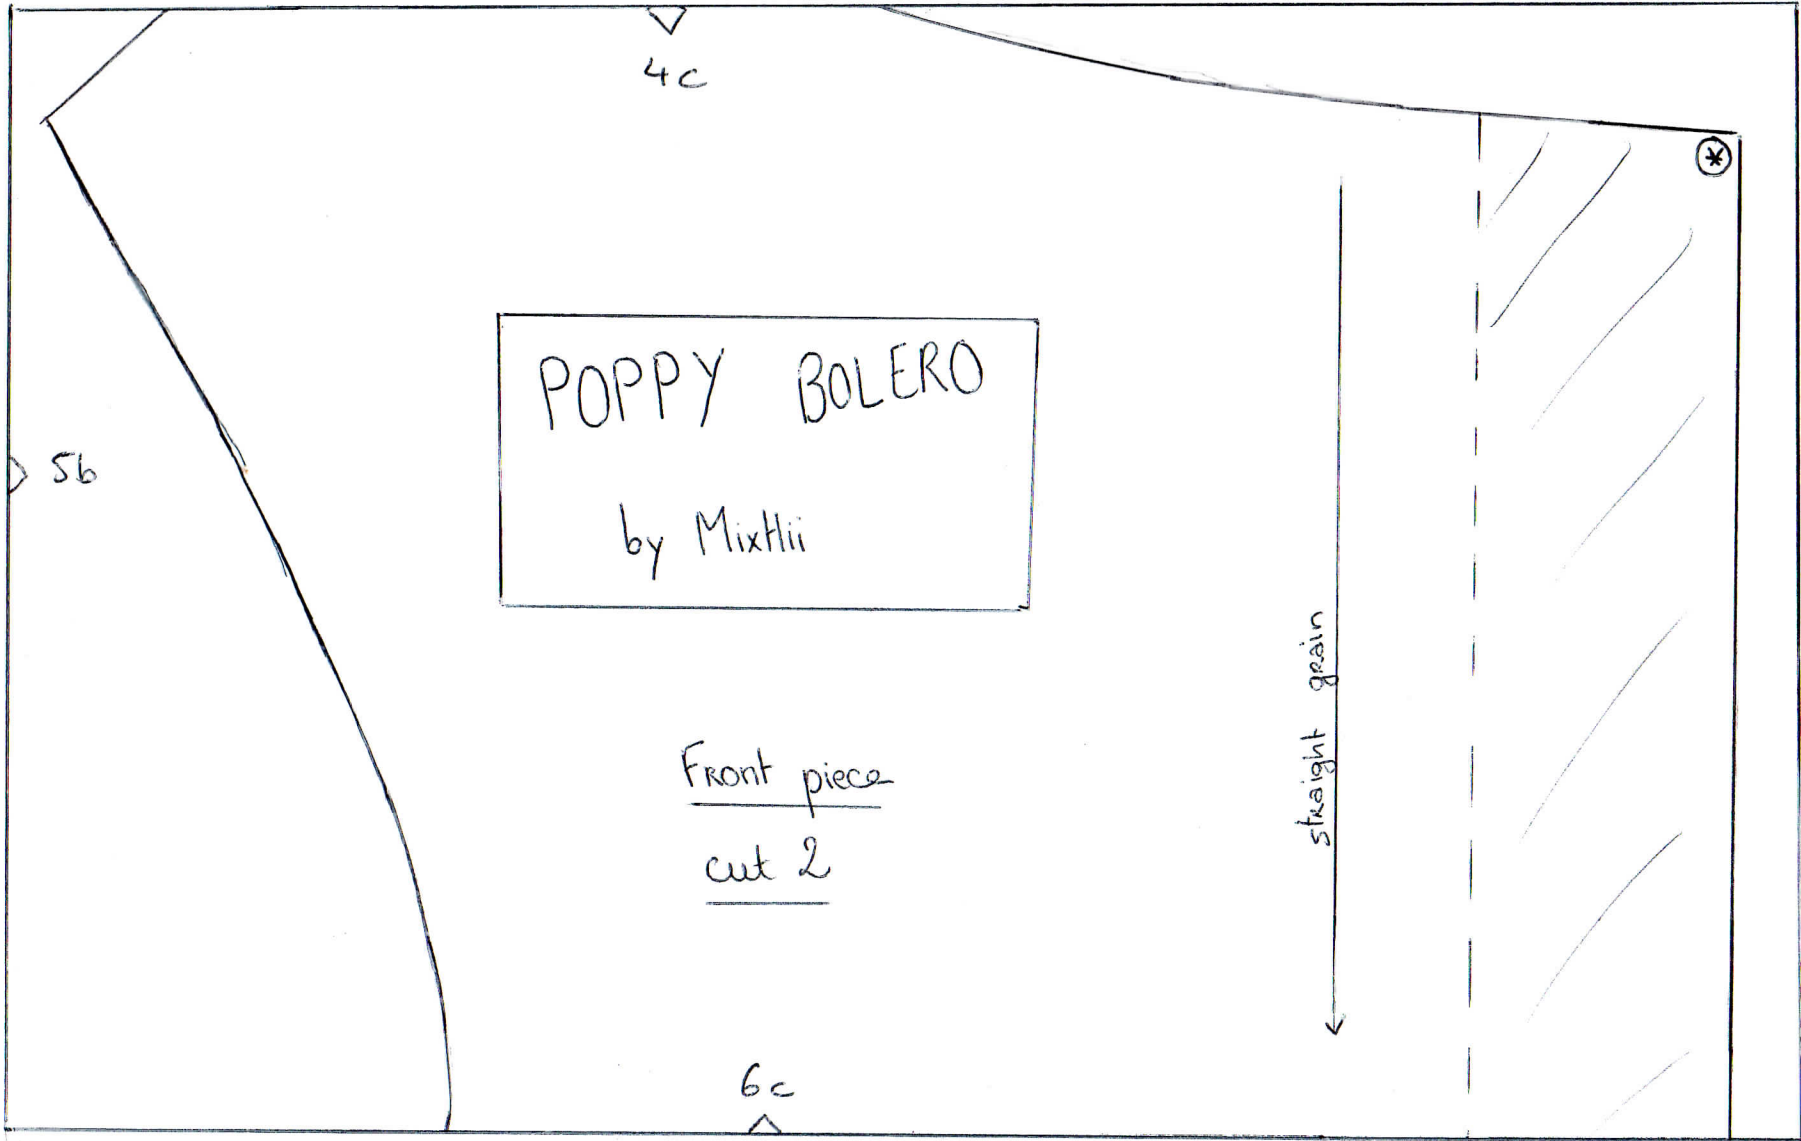 4c
POPPY BOLERO
by Mixtlii
5b
straight grain
Front piece
cut 2
6c